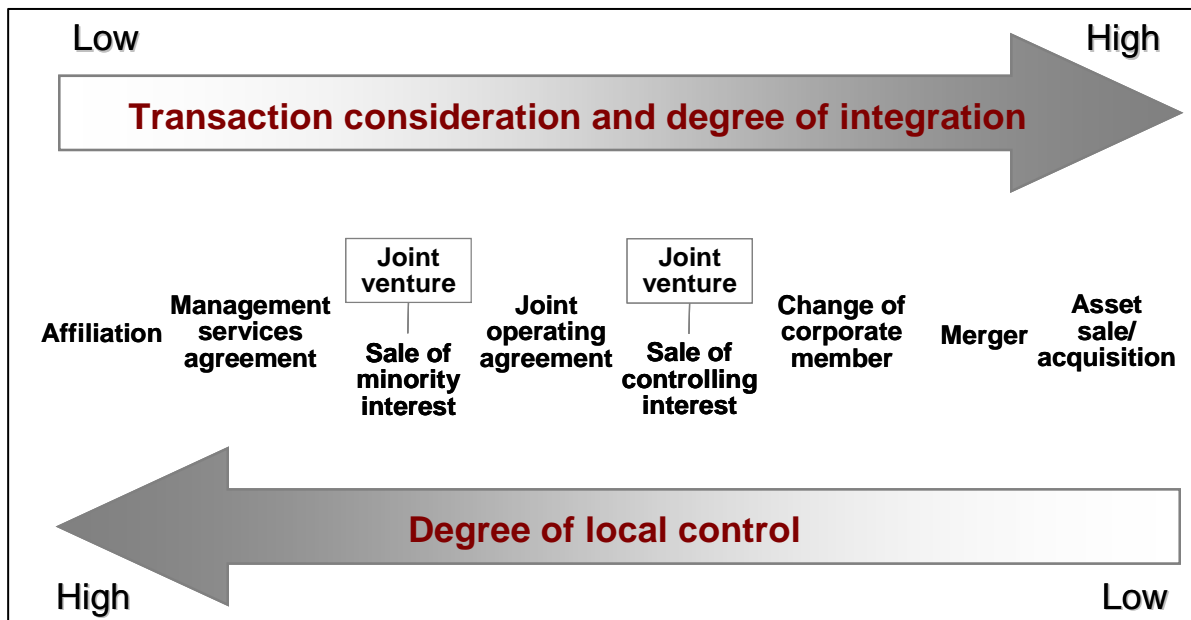 Low
High
Transaction consideration and degree of integration
Affiliation
Management
services
agreement
Joint
venture
Sale of
minority
interest
Joint
operating
agreement
Joint
venture
Sale of
controlling
interest
Change of
corporate
member
Merger
Asset
sale/
acquisition
Degree of local control
High
Low